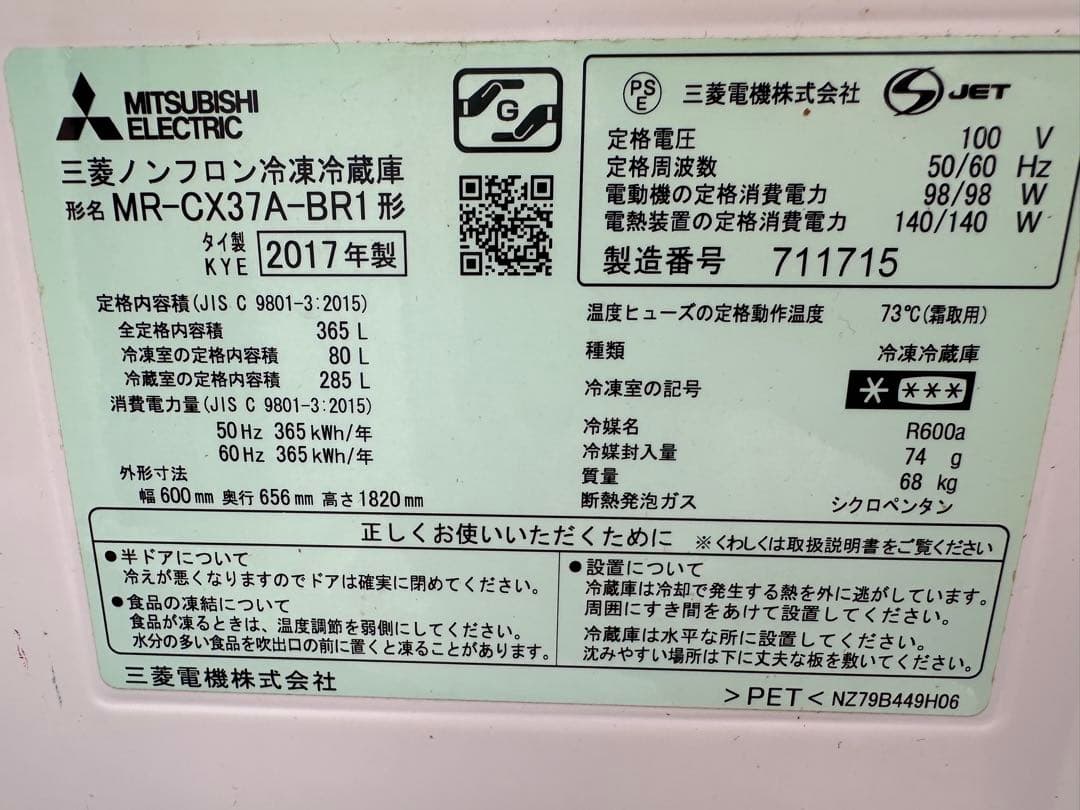 MITSUBISHI
ELECTRIC
G
三菱ノンフロン冷凍冷蔵庫
形名 MR-CX37A-BR1 形
タイ製
KYE
2017年製
定格内容積(JIS C 9801-3:2015)
全定格内容積 365 L
冷凍室の定格内容積 80 L
冷蔵室の定格内容積 285 L
消費電力量(JIS C 9801-3:2015)
50Hz 365kWh/年
60Hz 365kWh/年
外形寸法
幅600mm 奥行656mm 高さ1820mm
PS
E
三菱電機株式会社
JET
定格電圧 100 V
定格周波数 50/60 Hz
電動機の定格消費電力 98/98 W
電熱装置の定格消費電力 140/140 W
製造番号 711715
温度ヒューズの定格動作温度 73℃(霜取用)
種類 冷凍冷蔵庫
冷凍室の記号 * ***
冷媒名 R600a
冷媒封入量 74 g
質量 68 kg
断熱発泡ガス シクロペンタン
正しくお使いいただくために ※くわしくは取扱説明書をご覧ください
●半ドアについて
冷えが悪くなりますのでドアは確実に閉めてください。
●食品の凍結について
食品が凍るときは、温度調節を弱側にしてください。
水分の多い食品を吹出口の前に置くと凍ることがあります。
●設置について
冷蔵庫は冷却で発生する熱を外に逃がしています。
周囲にすき間をあけて設置してください。
冷蔵庫は水平な所に設置してください。
沈みやすい場所は下に丈夫な板を敷いてください。
三菱電機株式会社
>PET< NZ79B449H06